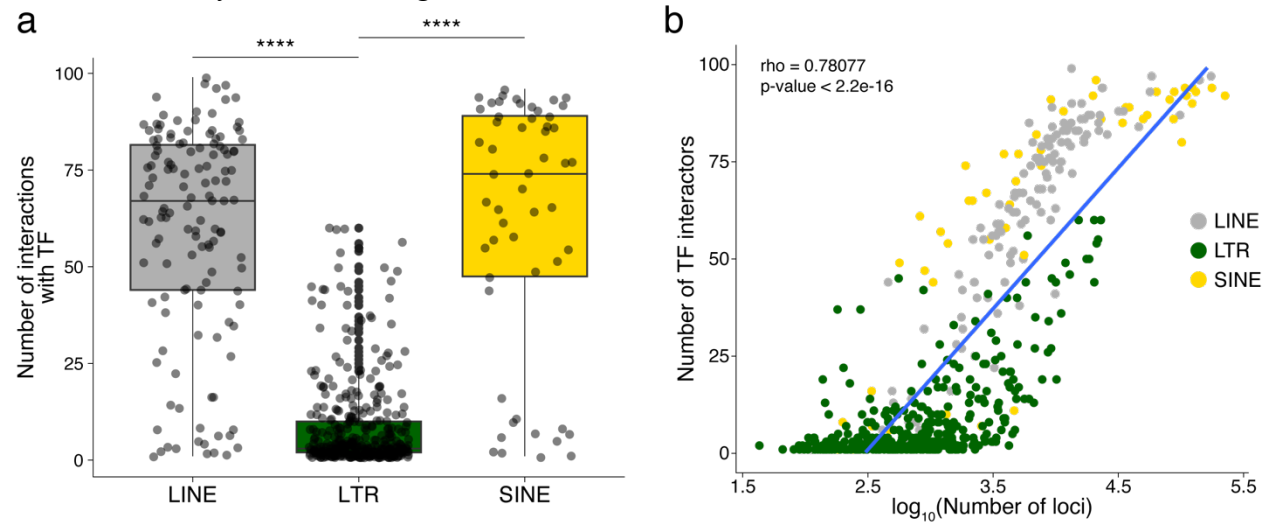 a
****
****
Number of interactions
with TF
100
75
50
25
0
LINE
LTR
SINE
b
rho = 0.78077
p-value < 2.2e-16
Number of TF interactors
100
75
50
25
0
1.5
2.5
3.5
4.5
5.5
log10(Number of loci)
LINE
LTR
SINE